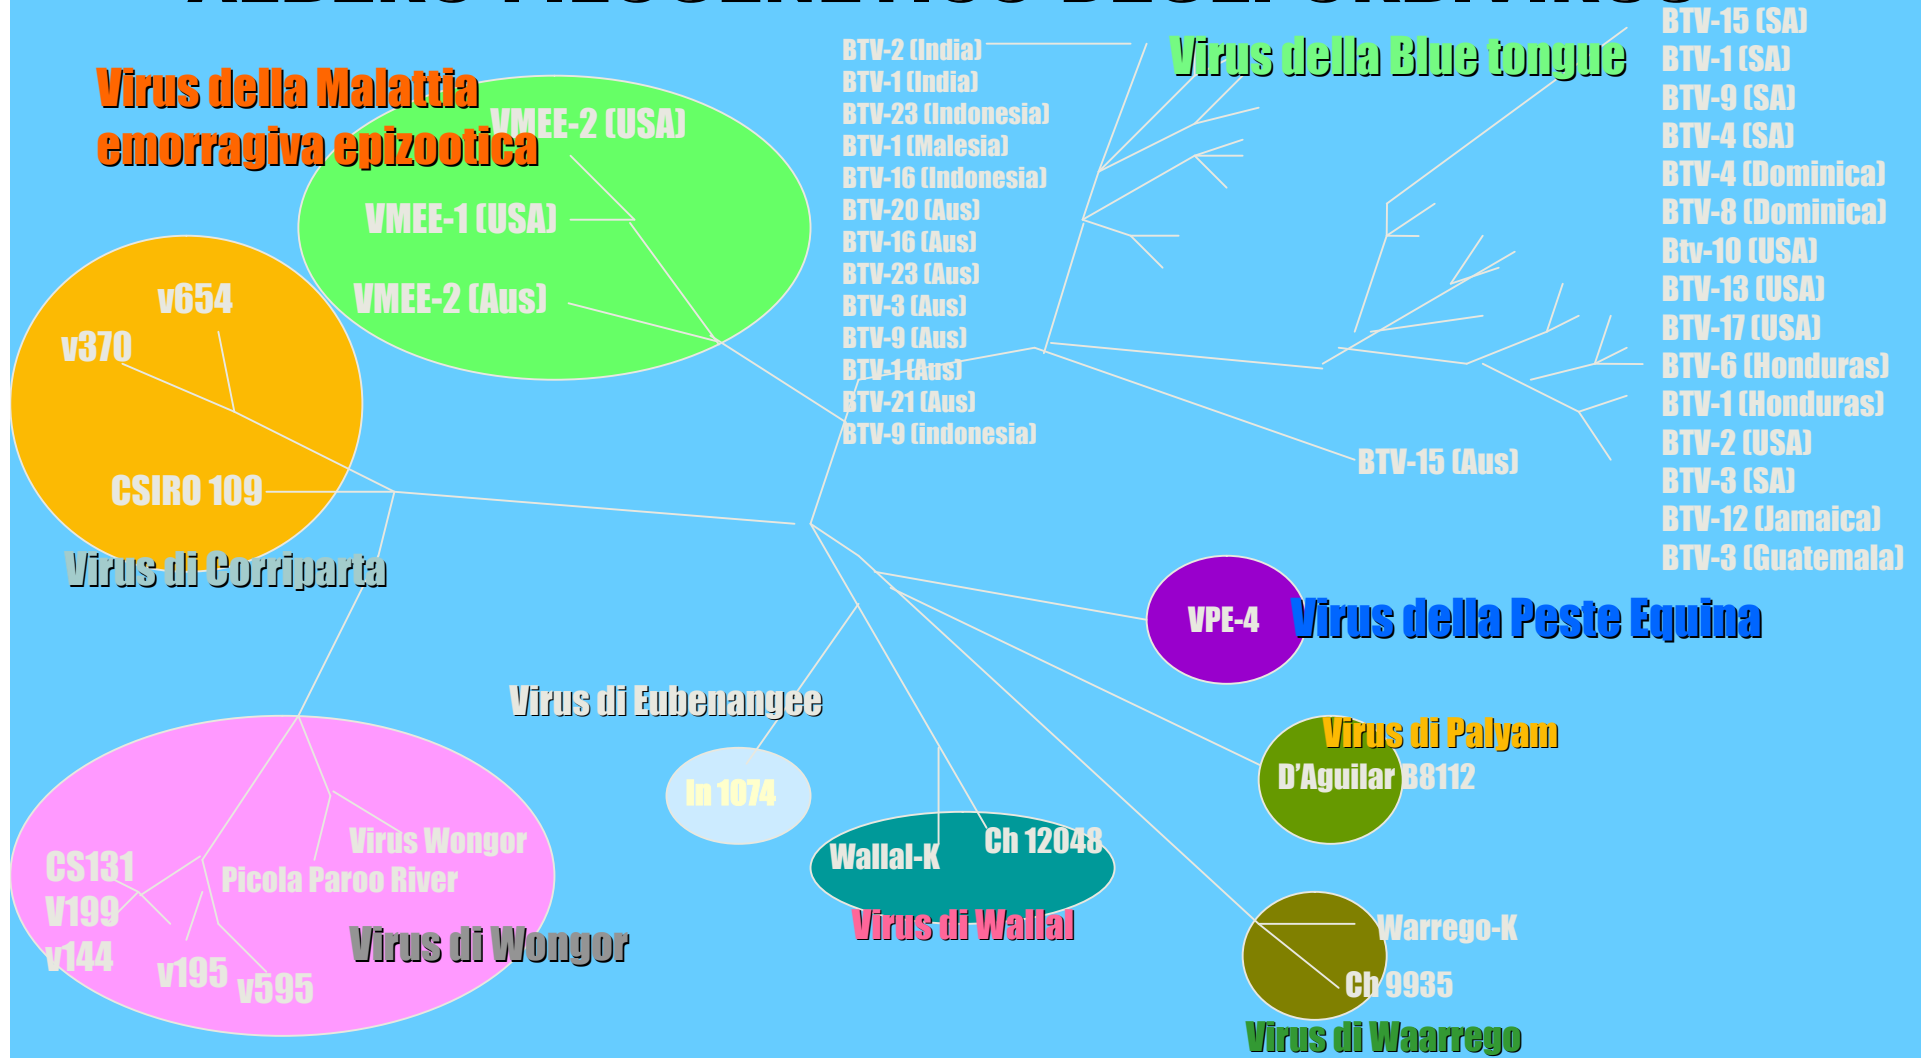 ALBERO FILOGENETICO DEGLI ORBIVIRUS
Virus della Malattia
emorragiva epizootica
VMEE-2 (USA)
VMEE-1 (USA)
VMEE-2 (Aus)
v654
v370
CSIRO 109
Virus di Corriparta
BTV-2 (India)
BTV-1 (India)
BTV-23 (Indonesia)
BTV-1 (Malesia)
BTV-16 (Indonesia)
BTV-20 (Aus)
BTV-16 (Aus)
BTV-23 (Aus)
BTV-3 (Aus)
BTV-9 (Aus)
BTV-1 (Aus)
BTV-21 (Aus)
BTV-9 (indonesia)
Virus della Blue tongue
BTV-15 (SA)
BTV-1 (SA)
BTV-9 (SA)
BTV-4 (SA)
BTV-4 (Dominica)
BTV-8 (Dominica)
Btv-10 (USA)
BTV-13 (USA)
BTV-17 (USA)
BTV-6 (Honduras)
BTV-1 (Honduras)
BTV-2 (USA)
BTV-3 (SA)
BTV-12 (Jamaica)
BTV-3 (Guatemala)
BTV-15 (Aus)
VPE-4
Virus della Peste Equina
Virus di Eubenangee
In 1074
Virus di Palyam
D’Aguilar B8112
Wallal-K
Ch 12048
Virus di Wallal
Virus Wongor
Picola Paroo River
CS131
V199
v144
v195
v595
Virus di Wongor
Warrego-K
Ch 9935
Virus di Waarrego